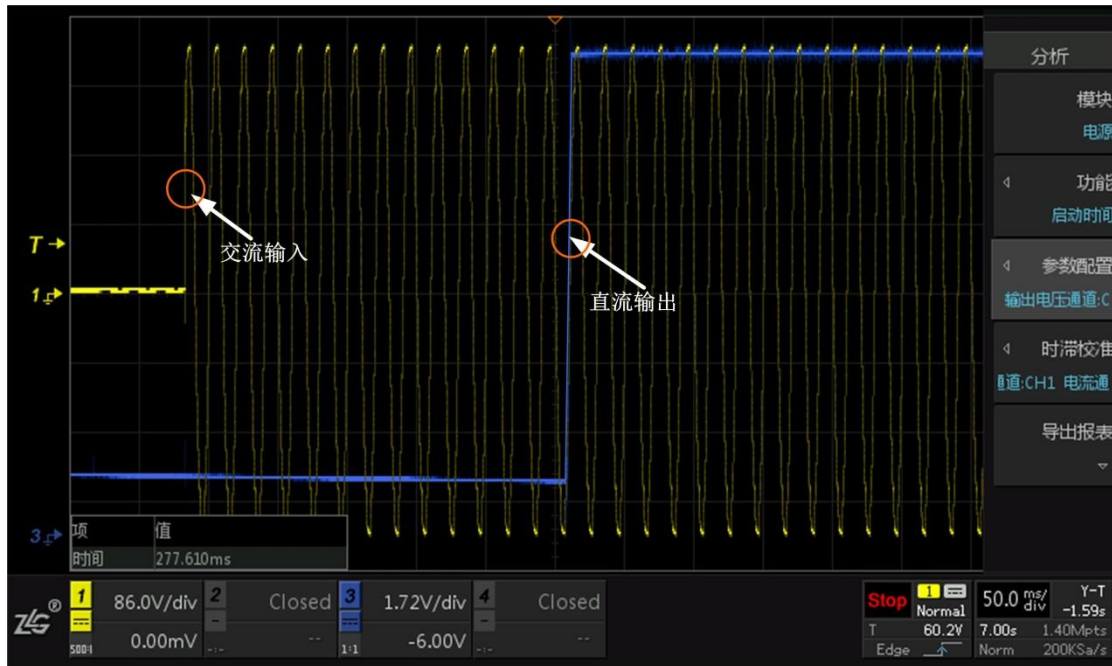 分析
模块
电源
功能
启动时间
参数配置
输出电压通道:C
时滞校准
通道:CH1 电流通
导出报表
交流输入
直流输出
T
1
3
项 值
时间 277.610ms
ZLG®
1 86.0V/div
500:1 0.00mV
2 Closed
- --
-:- 
3 1.72V/div
1:1 -6.00V
4 Closed
- --
-:-
Stop 1 Normal
T 60.2V
Edge
50.0 ms/div Y-T
-1.59s
7.00s 1.40Mpts
Norm 200KSa/s